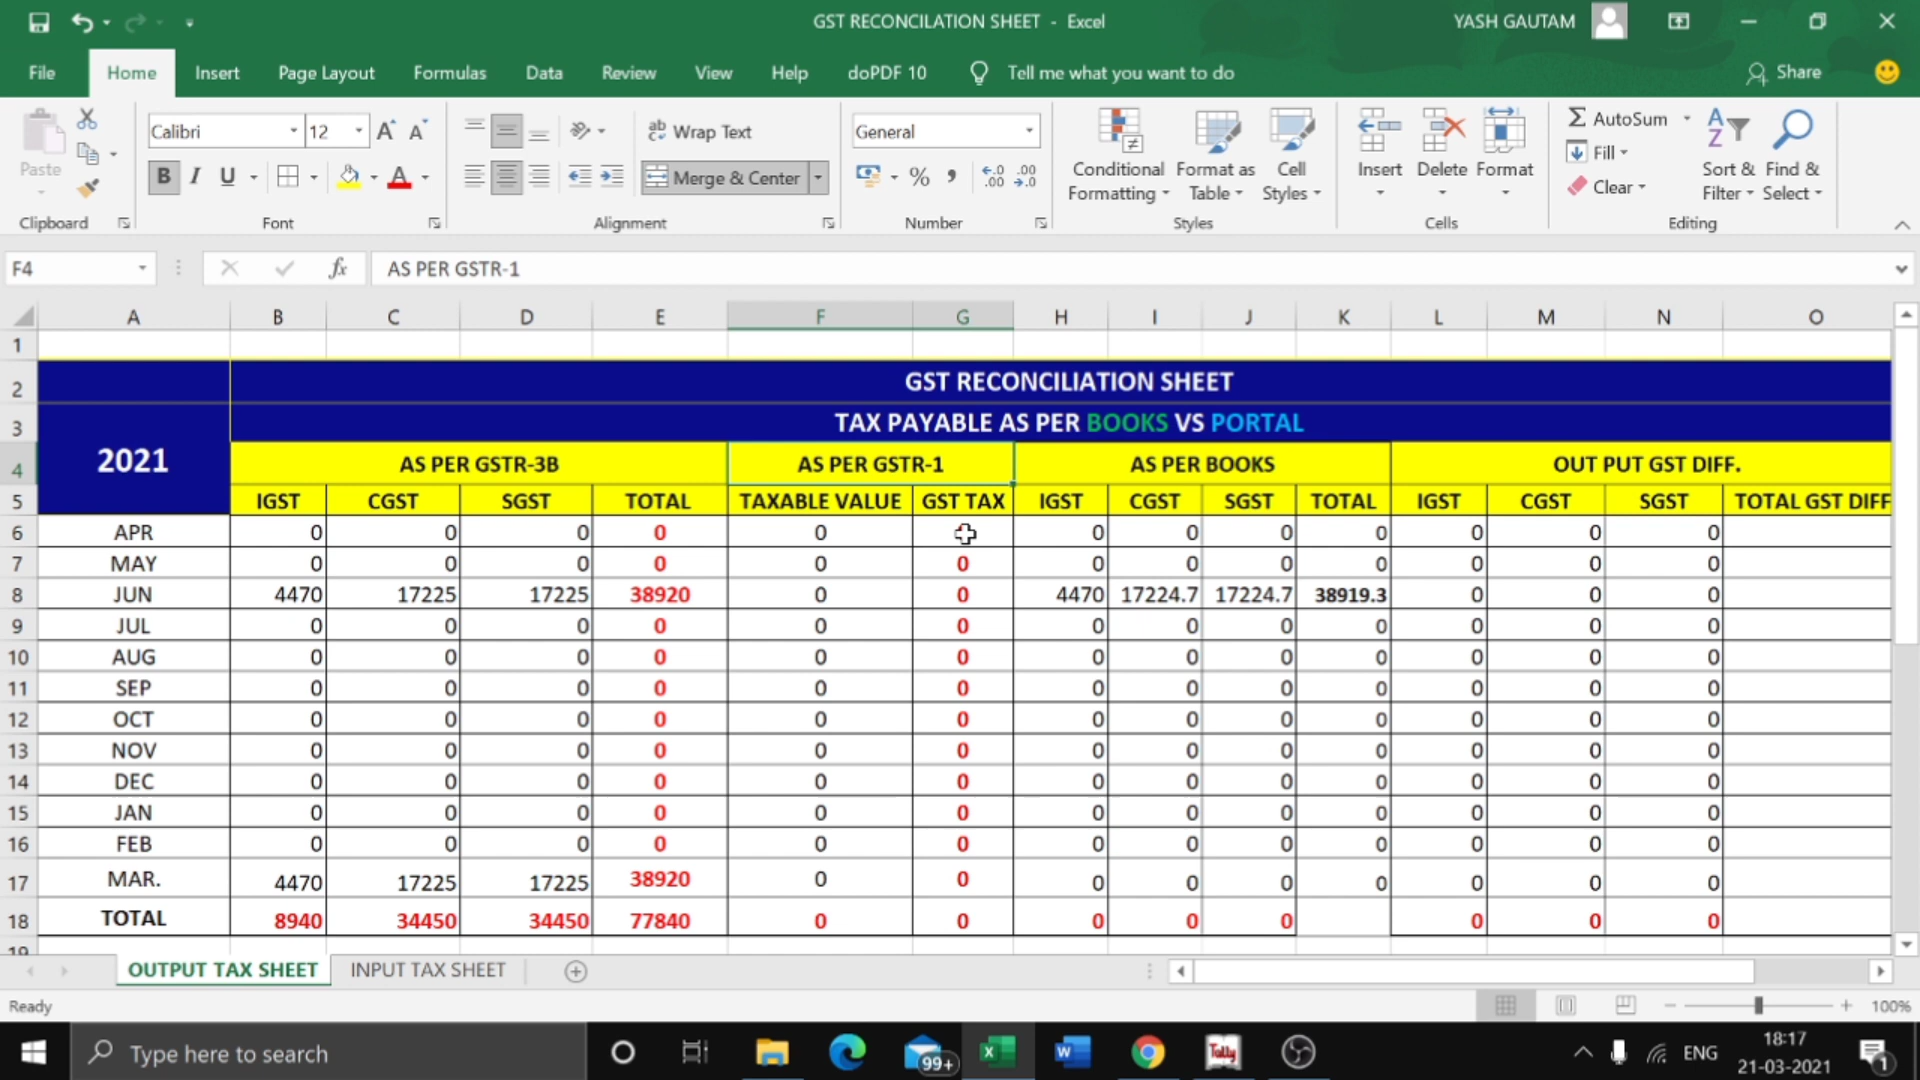 GST RECONCILATION SHEET - Excel
YASH GAUTAM
File Home Insert Page Layout Formulas Data Review View Help doPDF 10 Tell me what you want to do Share
Paste
Calibri 12 A A
B I U A
ab Wrap Text
Merge & Center
General
%
Conditional Formatting
Format as Table
Cell Styles
Insert Delete Format
AutoSum
Fill
Clear
Sort & Filter
Find & Select
Clipboard Font Alignment Number Styles Cells Editing
F4 fx AS PER GSTR-1
A B C D E F G H I J K L M N O
1
2 GST RECONCILIATION SHEET
3 TAX PAYABLE AS PER BOOKS VS PORTAL
4 2021 AS PER GSTR-3B AS PER GSTR-1 AS PER BOOKS OUT PUT GST DIFF.
5 IGST CGST SGST TOTAL TAXABLE VALUE GST TAX IGST CGST SGST TOTAL IGST CGST SGST TOTAL GST DIFF
6 APR 0 0 0 0 0 0 0 0 0 0 0 0
7 MAY 0 0 0 0 0 0 0 0 0 0 0 0 0
8 JUN 4470 17225 17225 38920 0 0 4470 17224.7 17224.7 38919.3 0 0 0
9 JUL 0 0 0 0 0 0 0 0 0 0 0 0 0
10 AUG 0 0 0 0 0 0 0 0 0 0 0 0 0
11 SEP 0 0 0 0 0 0 0 0 0 0 0 0 0
12 OCT 0 0 0 0 0 0 0 0 0 0 0 0 0
13 NOV 0 0 0 0 0 0 0 0 0 0 0 0 0
14 DEC 0 0 0 0 0 0 0 0 0 0 0 0 0
15 JAN 0 0 0 0 0 0 0 0 0 0 0 0 0
16 FEB 0 0 0 0 0 0 0 0 0 0 0 0 0
17 MAR. 4470 17225 17225 38920 0 0 0 0 0 0 0 0 0
18 TOTAL 8940 34450 34450 77840 0 0 0 0 0 0 0 0
OUTPUT TAX SHEET INPUT TAX SHEET
Ready 100%
Type here to search
99+
Tally
ENG
18:17
21-03-2021
1